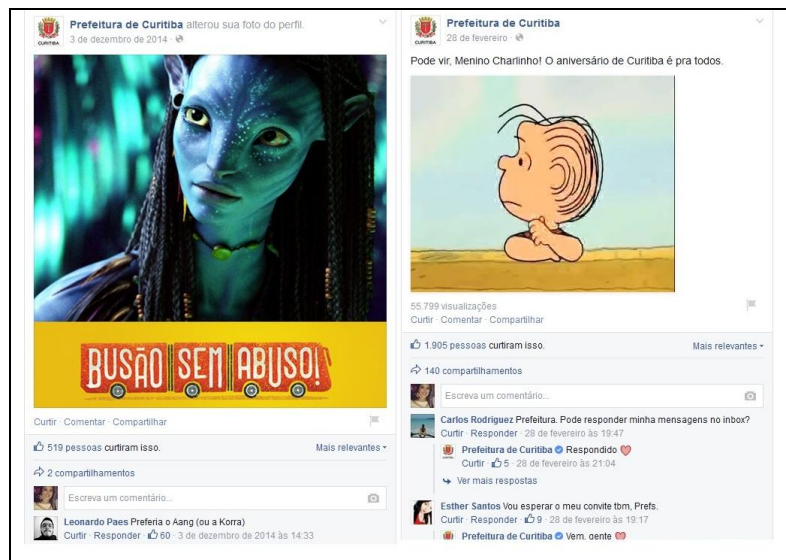 Prefeitura de Curitiba alterou sua foto do perfil.
3 de dezembro de 2014 ·
CURITIBA
BUSÃO SEM ABUSO!
Curtir · Comentar · Compartilhar
519 pessoas curtiram isso. Mais relevantes
2 compartilhamentos
Escreva um comentário...
Leonardo Paes Preferia o Aang (ou a Korra)
Curtir · Responder · 60 · 3 de dezembro de 2014 às 14:33
Prefeitura de Curitiba
28 de fevereiro ·
CURITIBA
Pode vir, Menino Charlinho! O aniversário de Curitiba é pra todos.
55.799 visualizações
Curtir · Comentar · Compartilhar
1.905 pessoas curtiram isso. Mais relevantes
140 compartilhamentos
Escreva um comentário...
Carlos Rodriguez Prefeitura. Pode responder minha mensagens no inbox?
Curtir · Responder · 28 de fevereiro às 19:47
Prefeitura de Curitiba Respondido
Curtir · 5 · 28 de fevereiro às 21:04
Ver mais respostas
Esther Santos Vou esperar o meu convite tbm, Prefs.
Curtir · Responder · 9 · 28 de fevereiro às 19:17
Prefeitura de Curitiba Vem, gente